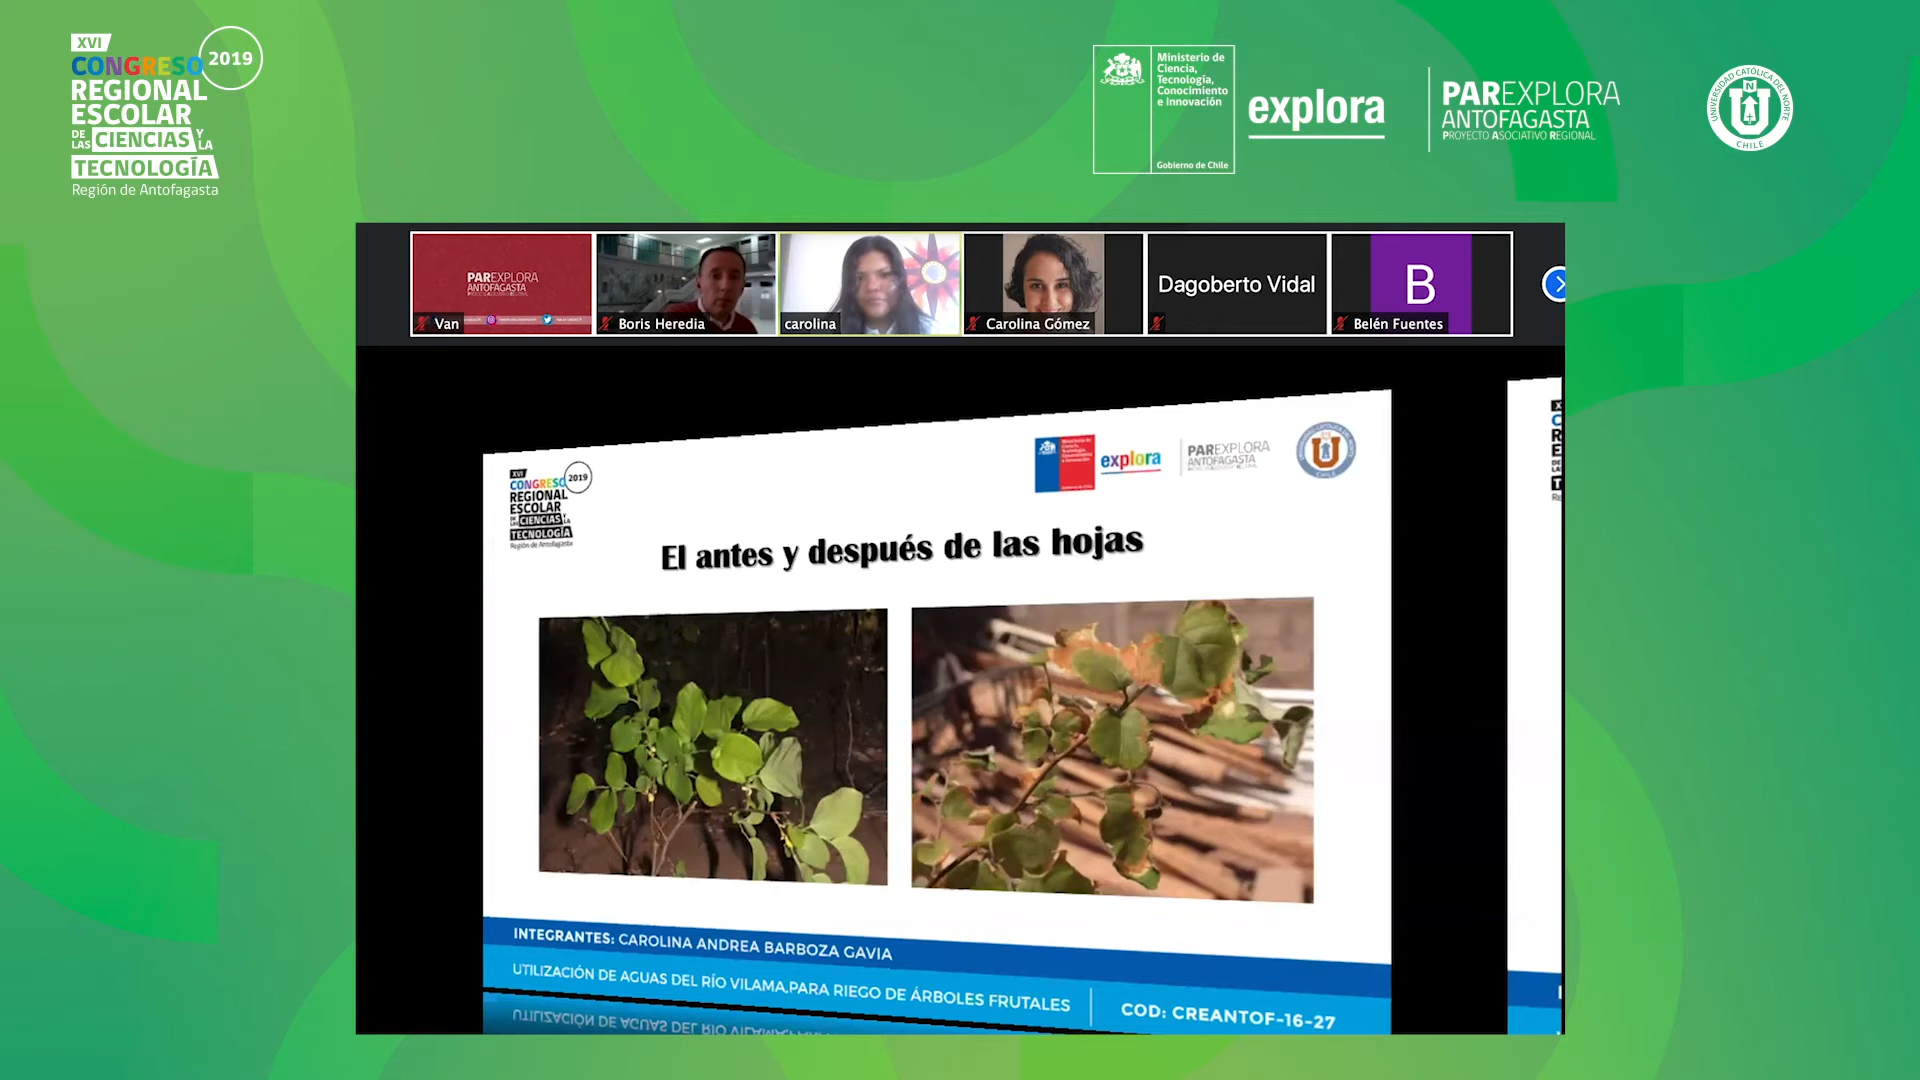 XVI
CONGRESO
2019
REGIONAL
ESCOLAR
DE LAS CIENCIAS Y LA
TECNOLOGÍA
Región de Antofagasta
Ministerio de
Ciencia,
Tecnología,
Conocimiento
e Innovación
Gobierno de Chile
explora
PAREXPLORA
ANTOFAGASTA
PROYECTO ASOCIATIVO REGIONAL
UNIVERSIDAD CATÓLICA DEL NORTE
N
CHILE
PAREXPLORA
ANTOFAGASTA
Van
Boris Heredia
carolina
Carolina Gómez
Dagoberto Vidal
B
Belén Fuentes
XVI
CONGRESO
2019
REGIONAL
ESCOLAR
DE LAS CIENCIAS Y LA
TECNOLOGÍA
Región de Antofagasta
explora
PAREXPLORA
ANTOFAGASTA
El antes y después de las hojas
INTEGRANTES: CAROLINA ANDREA BARBOZA GAVIA
UTILIZACIÓN DE AGUAS DEL RÍO VILAMA,PARA RIEGO DE ÁRBOLES FRUTALES
COD: CREANTOF-16-27